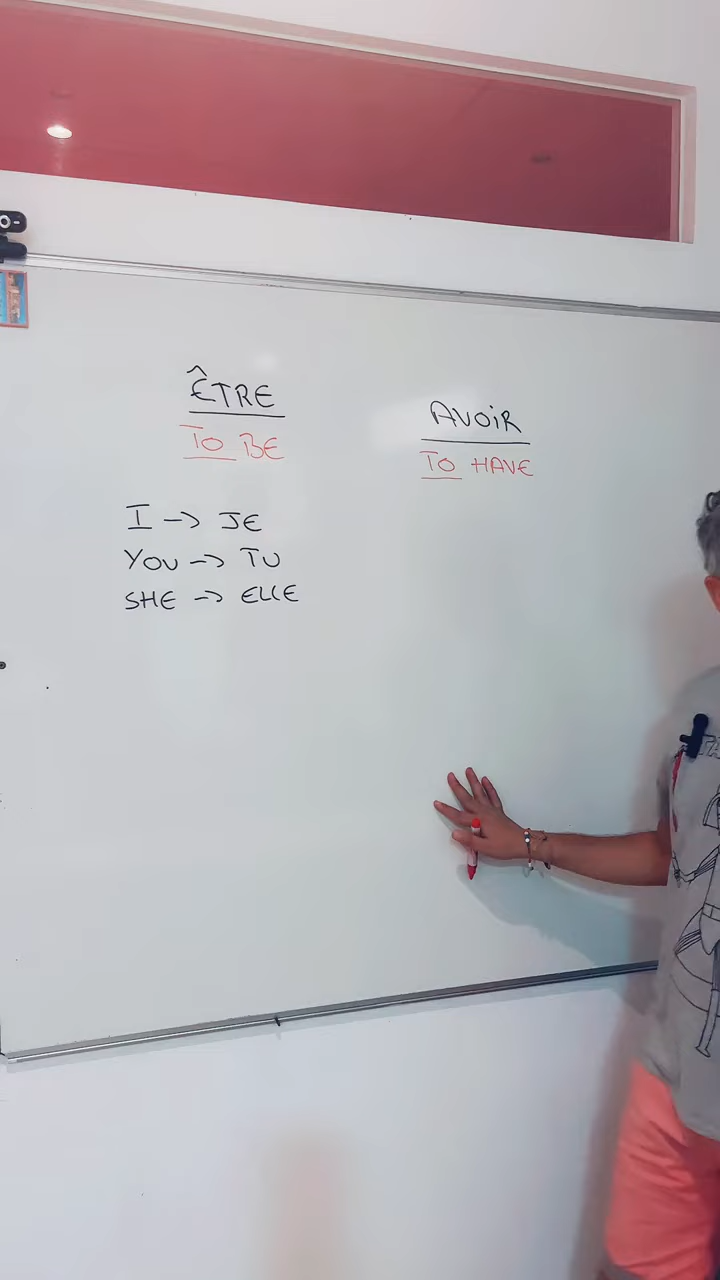 ÊTRE
TO BE
I -> JE
YOU -> TU
SHE -> ELLE
AVOIR
TO HAVE